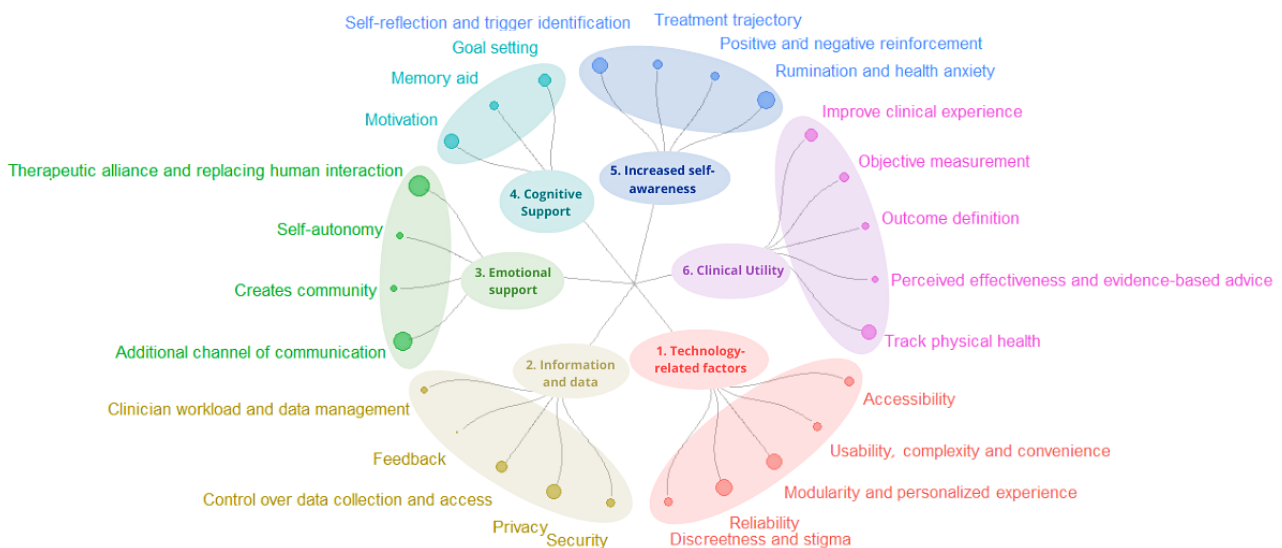 Self-reflection and trigger identification
Treatment trajectory
Goal setting
Positive and negative reinforcement
Memory aid
Rumination and health anxiety
Motivation
Improve clinical experience
Therapeutic alliance and replacing human interaction
5. Increased self-
awareness
Objective measurement
4. Cognitive
Support
Self-autonomy
Outcome definition
3. Emotional
support
6. Clinical Utility
Creates community
Perceived effectiveness and evidence-based advice
Additional channel of communication
Track physical health
2. Information
and data
1. Technology-
related factors
Clinician workload and data management
Accessibility
Feedback
Usability, complexity and convenience
Control over data collection and access
Modularity and personalized experience
Privacy
Reliability
Security
Discreetness and stigma